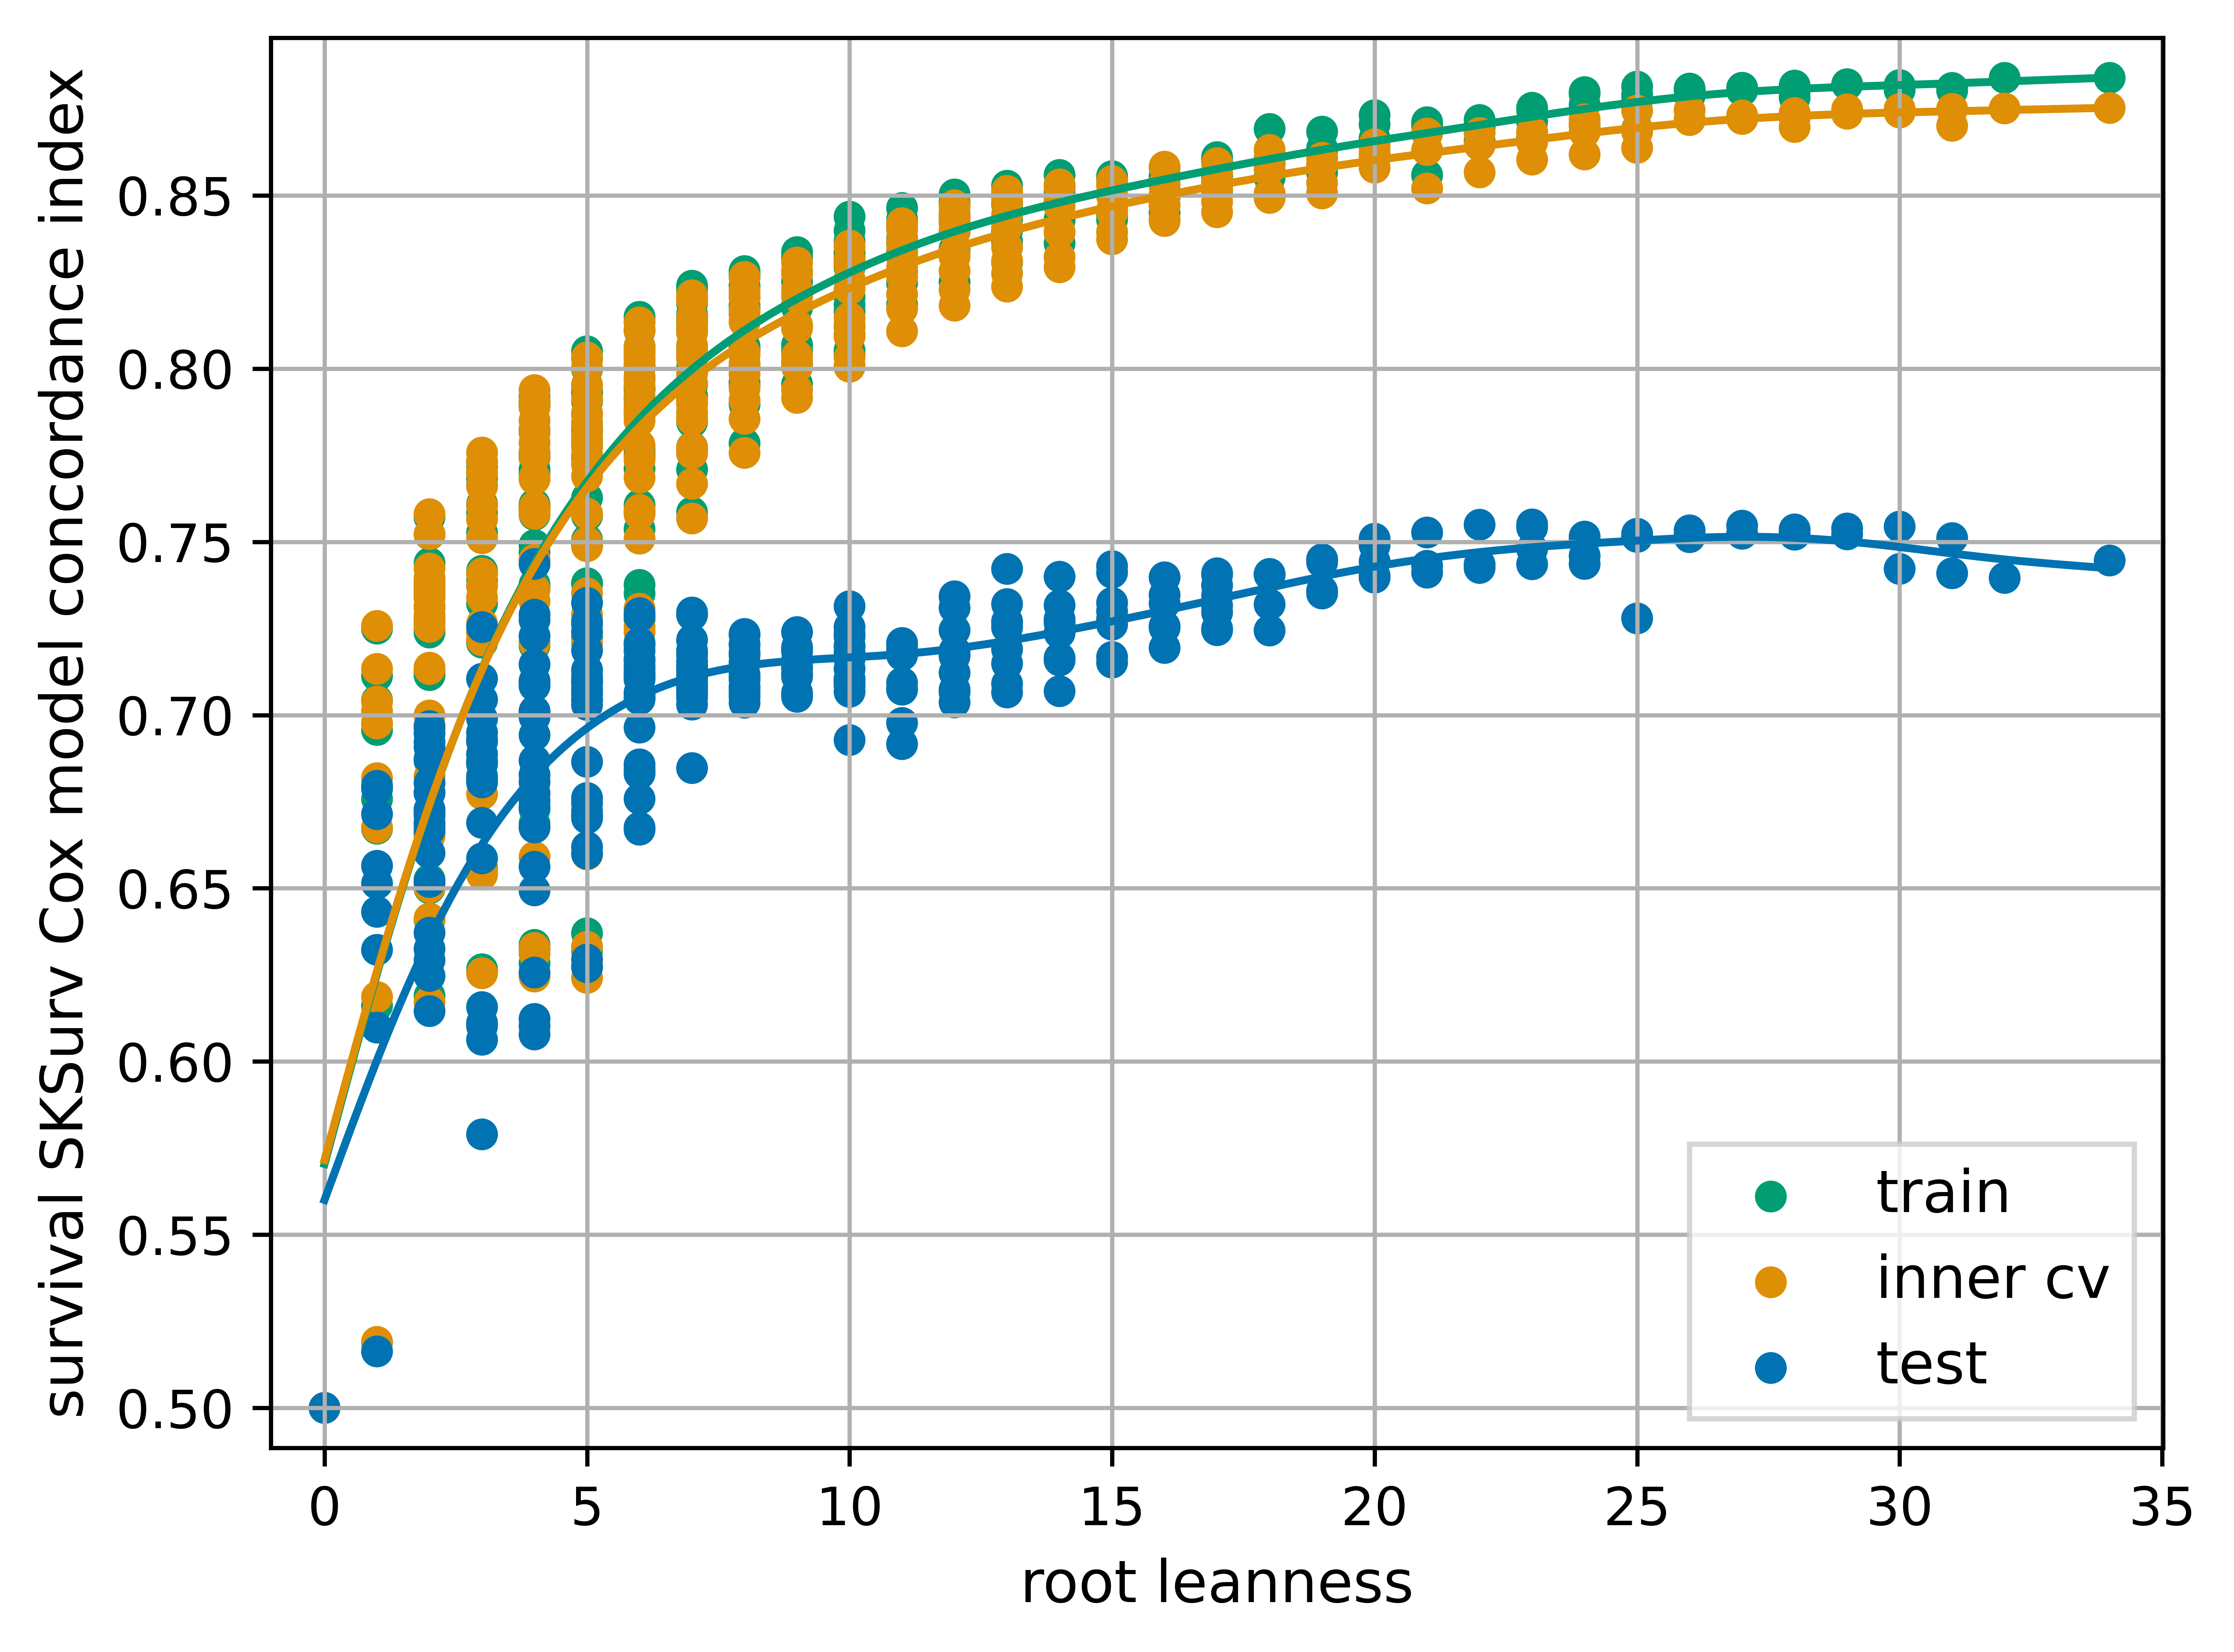 survival SKSurv Cox model concordance index
0.85
0.80
0.75
0.70
0.65
0.60
0.55
0.50
train
inner cv
test
0 5 10 15 20 25 30 35
root leanness